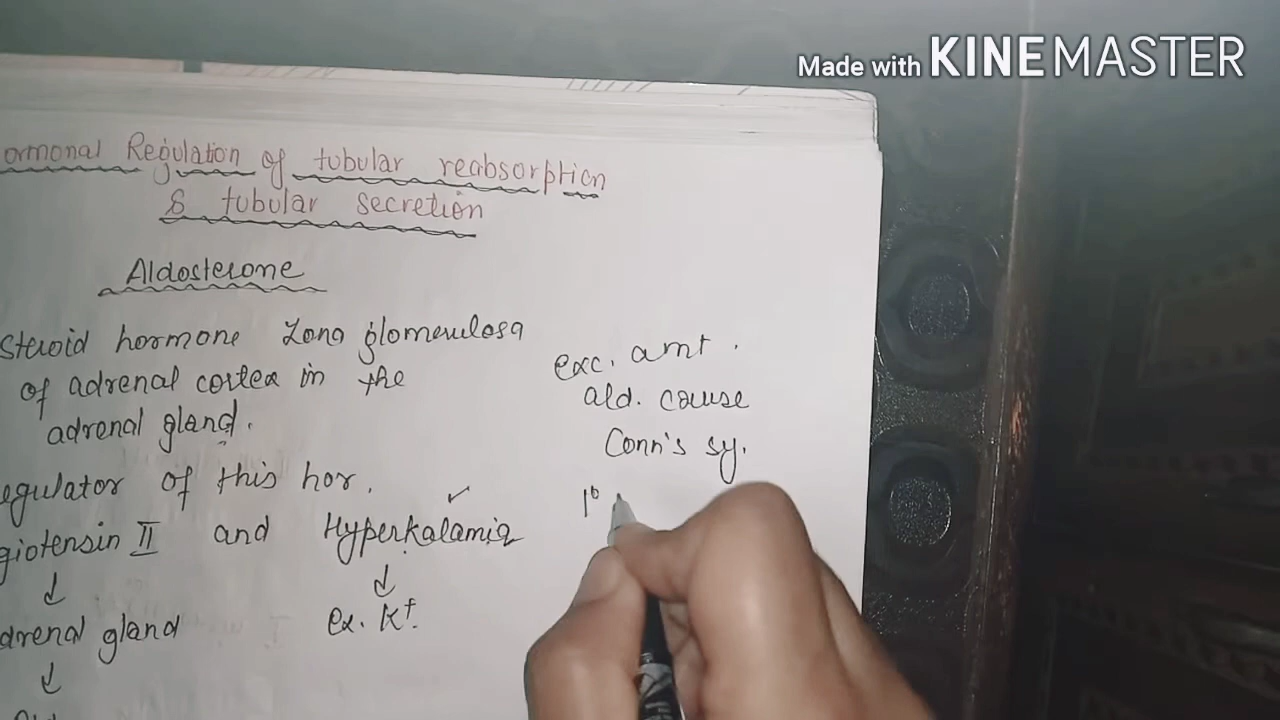 Made with KINEMASTER
ormonal Regulation of tubular reabsorption
& tubular secretion
Aldosterone
Steroid hormone Zona glomerulosa
of adrenal cortex in the
adrenal gland.
egulator of this hor.
giotensin II and Hyperkalamia
drenal gland
ex. K+.
exc. amt.
ald. cause
Conn's sy.
1°